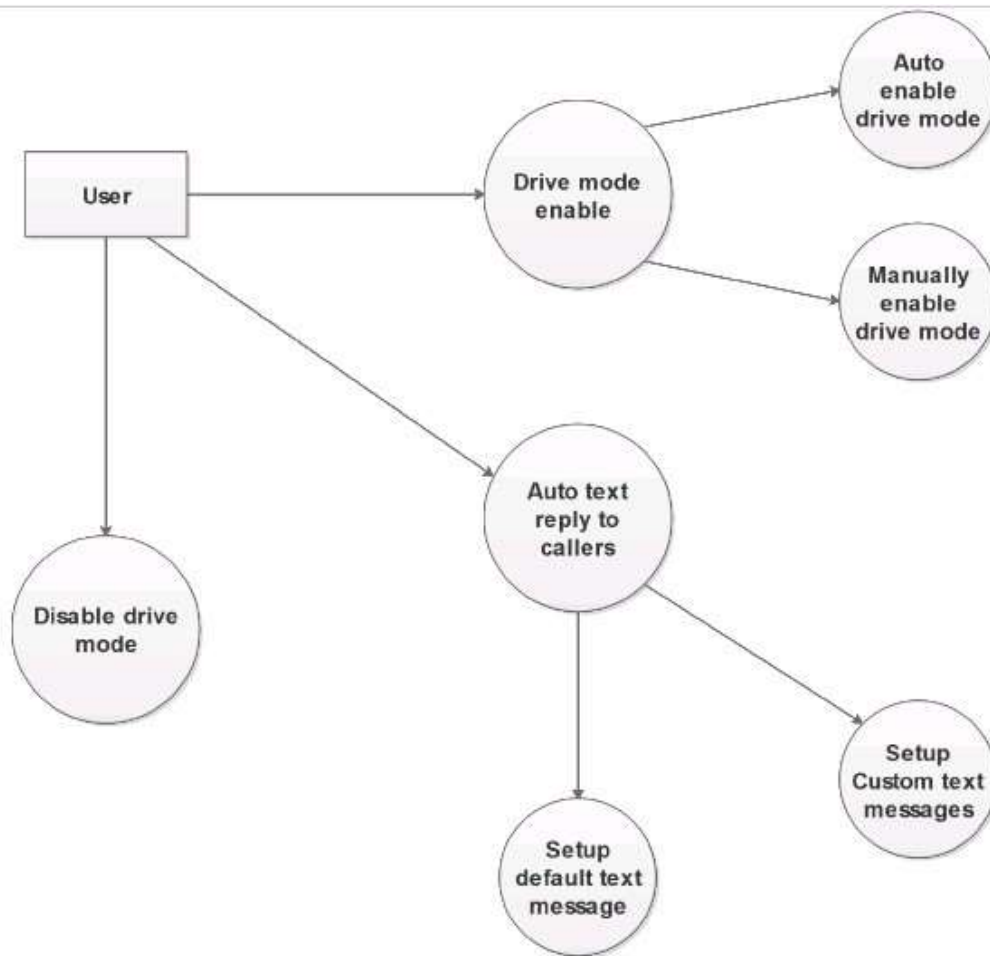 Auto
enable
drive mode
User
Drive mode
enable
Manually
enable
drive mode
Auto text
reply to
callers
Disable drive
mode
Setup
Custom text
messages
Setup
default text
message